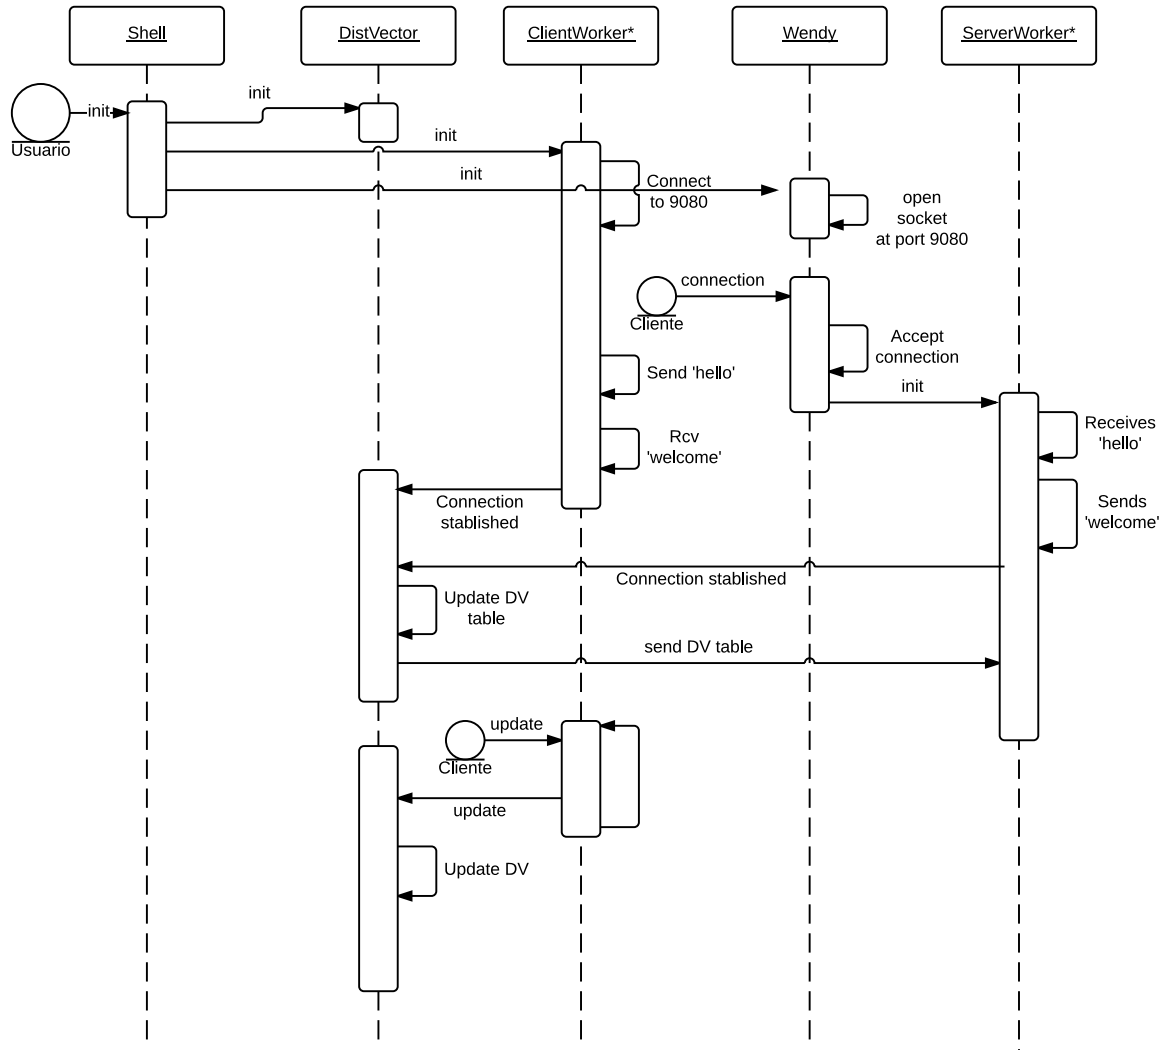 Shell
DistVector
ClientWorker*
Wendy
ServerWorker*
init
init
Usuario
init
init
Connect
to 9080
open
socket
at port 9080
connection
Cliente
Accept
connection
Send 'hello'
init
Receives
'hello'
Rcv
'welcome'
Connection
stablished
Sends
'welcome'
Connection stablished
Update DV
table
send DV table
update
Cliente
update
Update DV